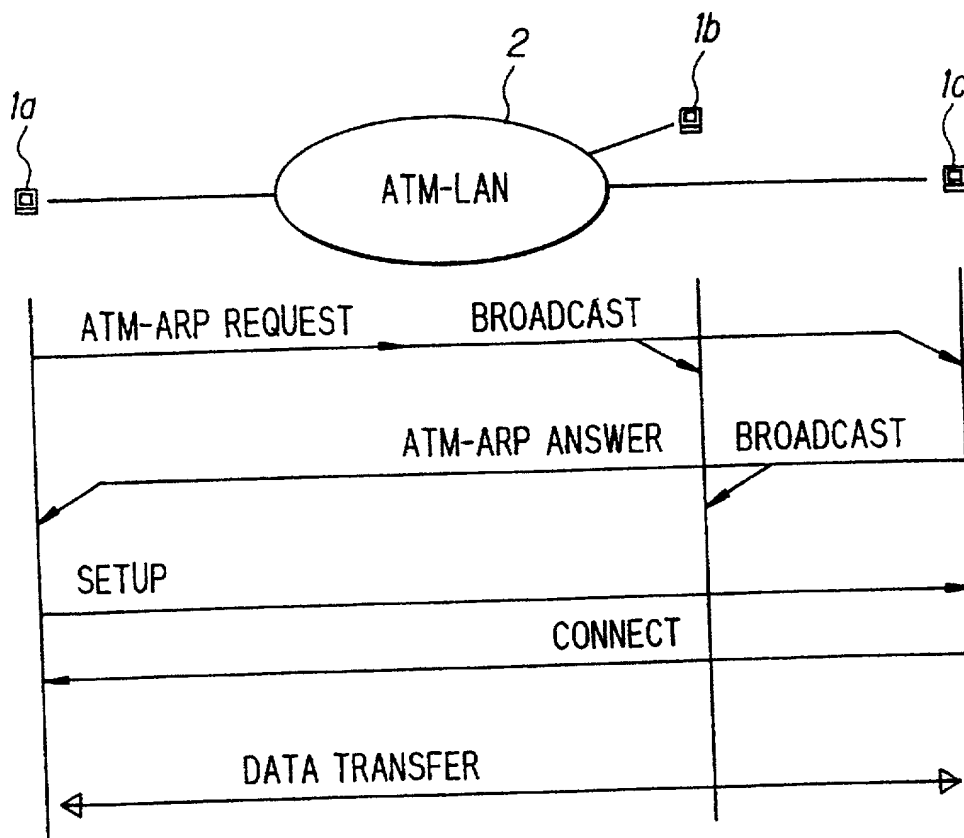 2
1b
1a
1c
ATM-LAN
ATM-ARP REQUEST BROADCAST
ATM-ARP ANSWER BROADCAST
SETUP
CONNECT
DATA TRANSFER